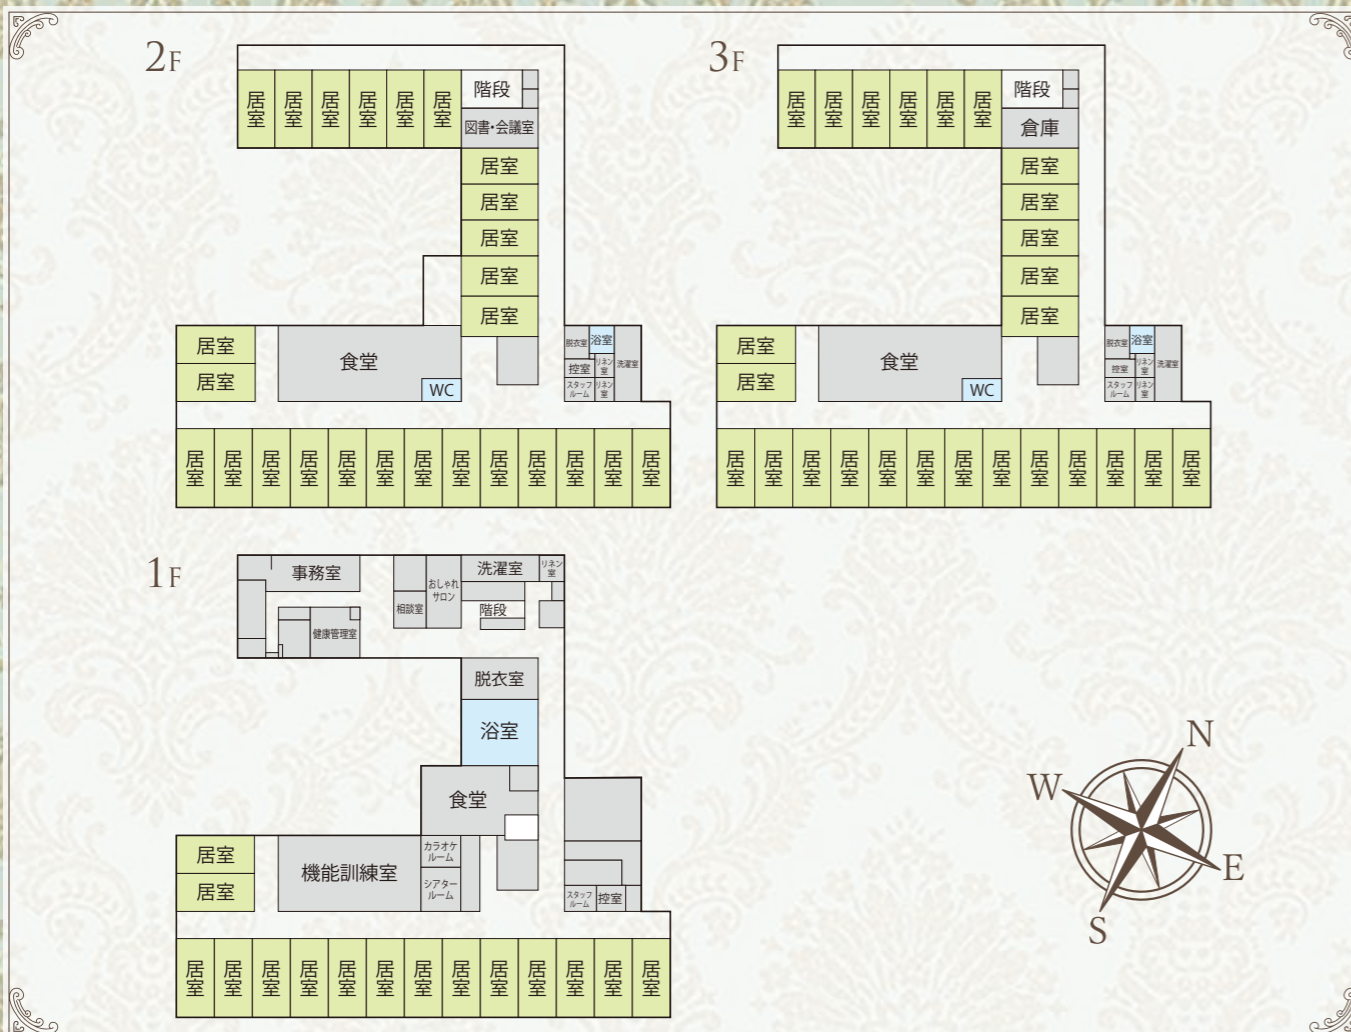 2F
居室 居室 居室 居室 居室 居室
階段
図書・会議室
居室
居室
居室
居室
居室
居室
居室
食堂
WC
脱衣室
浴室
控室
リネン室
洗濯室
スタッフルーム
リネン室
居室 居室 居室 居室 居室 居室 居室 居室 居室 居室 居室 居室 居室
3F
居室 居室 居室 居室 居室 居室
階段
倉庫
居室
居室
居室
居室
居室
居室
居室
食堂
WC
脱衣室
浴室
控室
リネン室
洗濯室
スタッフルーム
リネン室
居室 居室 居室 居室 居室 居室 居室 居室 居室 居室 居室 居室 居室
1F
事務室
健康管理室
相談室
おしゃれ
サロン
洗濯室
リネン室
階段
脱衣室
浴室
食堂
カラオケ
ルーム
シアター
ルーム
機能訓練室
居室
居室
スタッフ
ルーム
控室
居室 居室 居室 居室 居室 居室 居室 居室 居室 居室 居室 居室 居室
N
W
E
S